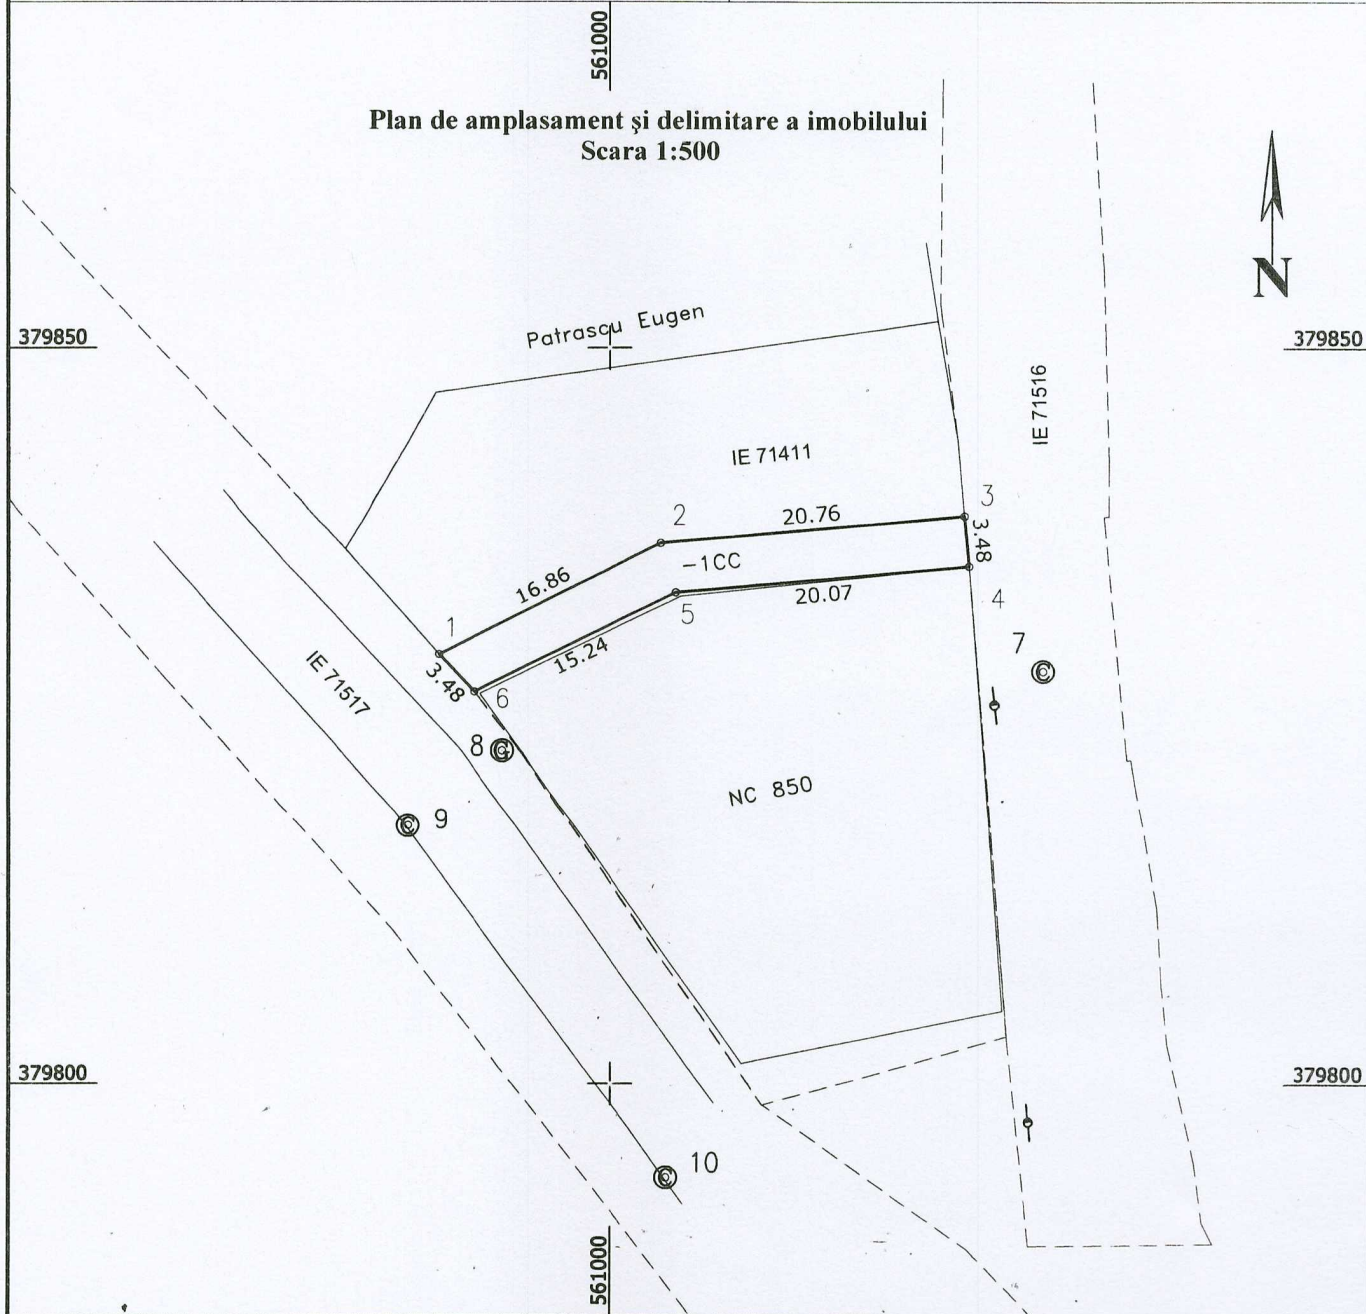 561000
Plan de amplasament şi delimitare a imobilului
Scara 1:500
N
Patrascu Eugen
379850
379850
IE 71516
IE 71411
3
2
20.76
3.48
-1CC
16.86
20.07
4
5
1
7
15.24
3.48
6
IE 71517
8
NC 850
9
379800
379800
10
561000